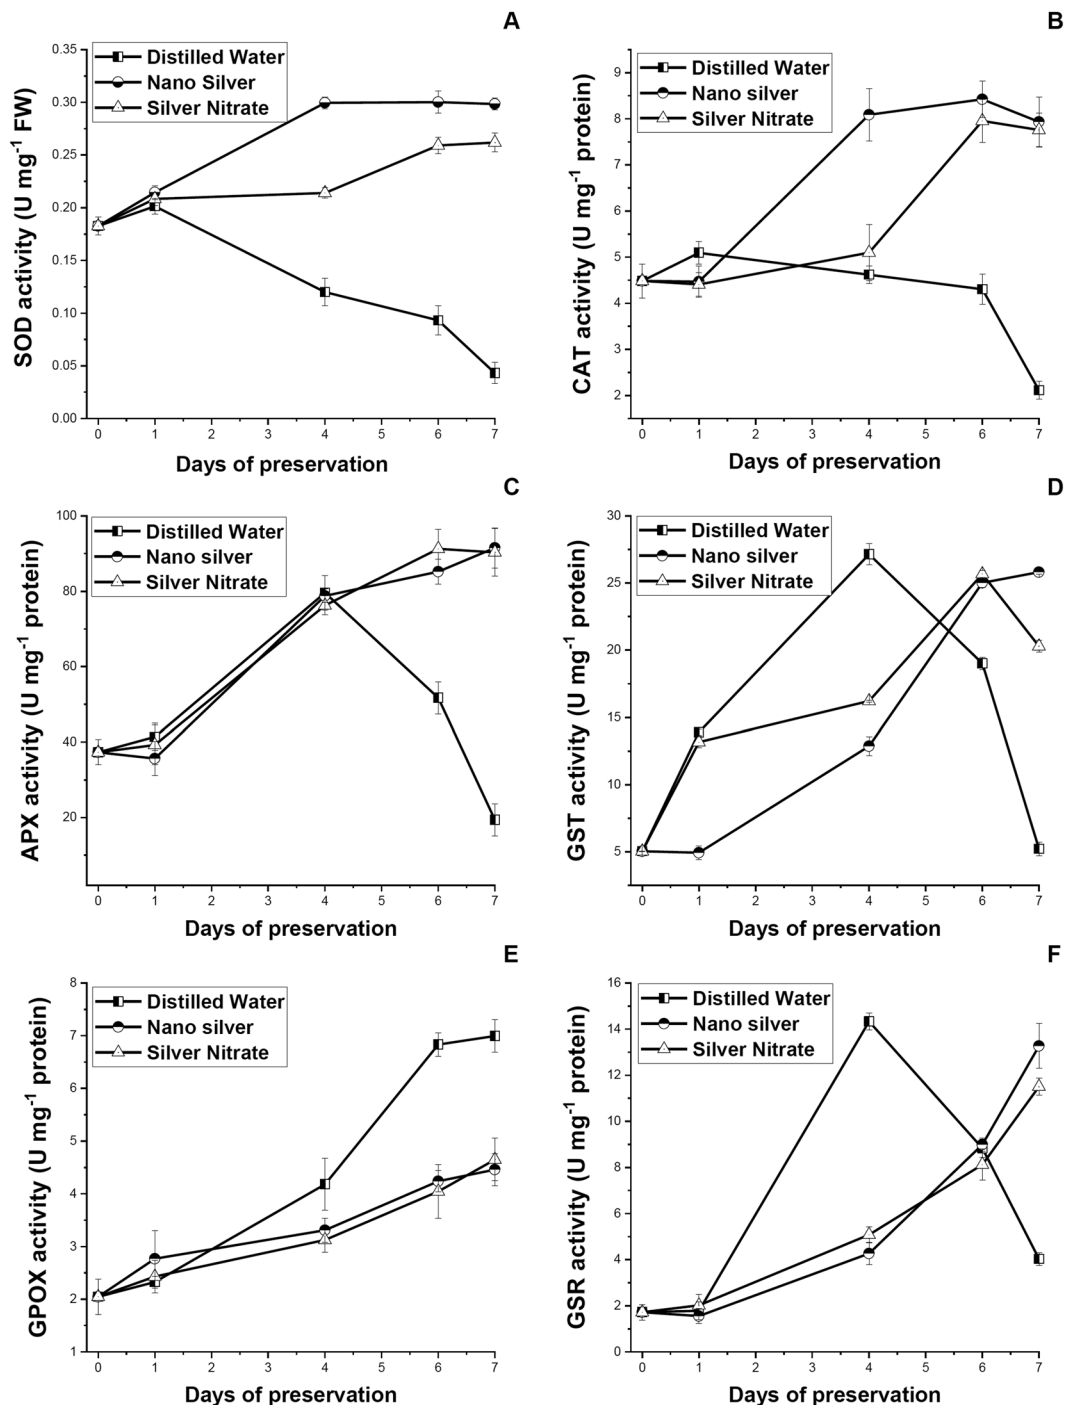 A
SOD activity (U mg⁻¹ FW)
0.35
0.30
0.25
0.20
0.15
0.10
0.05
0.00
Distilled Water
Nano Silver
Silver Nitrate
0 1 2 3 4 5 6 7
Days of preservation
B
CAT activity (U mg⁻¹ protein)
9
8
7
6
5
4
3
2
Distilled Water
Nano silver
Silver Nitrate
0 1 2 3 4 5 6 7
Days of preservation
C
APX activity (U mg⁻¹ protein)
100
80
60
40
20
Distilled Water
Nano silver
Silver Nitrate
0 1 2 3 4 5 6 7
Days of preservation
D
GST activity (U mg⁻¹ protein)
30
25
20
15
10
5
Distilled Water
Nano silver
Silver Nitrate
0 1 2 3 4 5 6 7
Days of preservation
E
GPOX activity (U mg⁻¹ protein)
8
7
6
5
4
3
2
1
Distilled Water
Nano silver
Silver Nitrate
0 1 2 3 4 5 6 7
Days of preservation
F
GSR activity (U mg⁻¹ protein)
16
14
12
10
8
6
4
2
0
Distilled Water
Nano silver
Silver Nitrate
0 1 2 3 4 5 6 7
Days of preservation